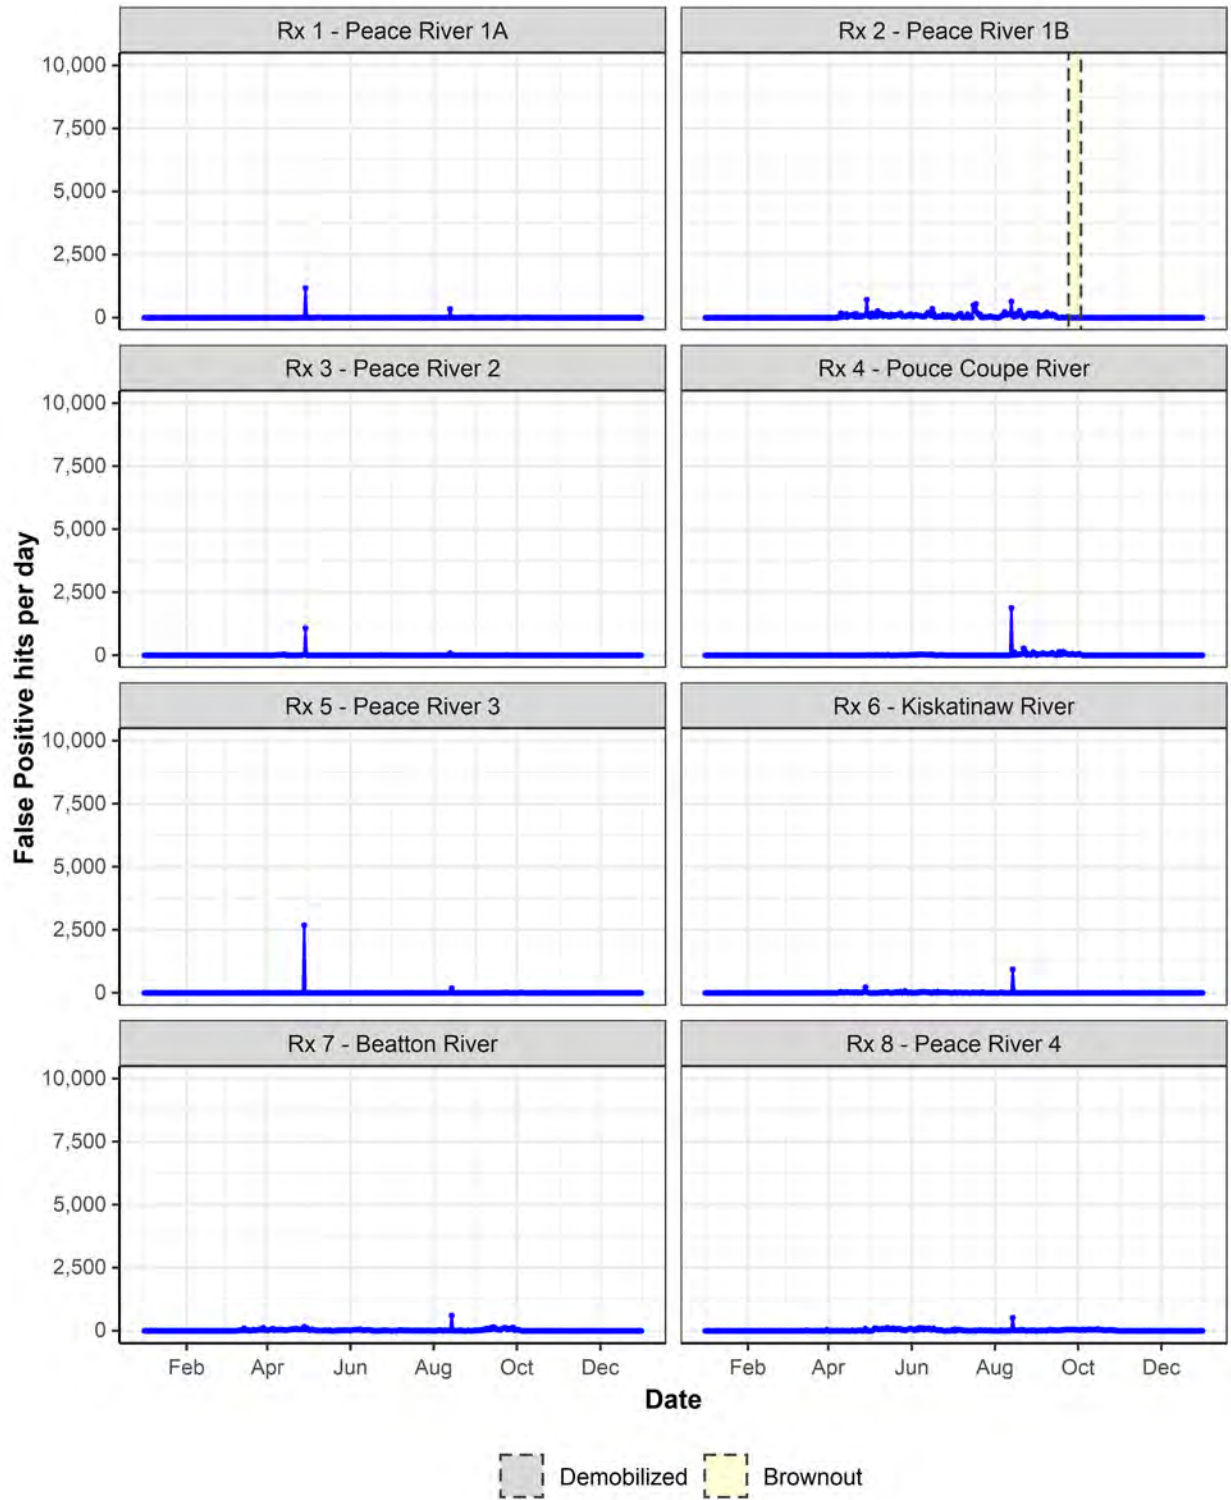 Rx 1 - Peace River 1A
Rx 2 - Peace River 1B
10,000
7,500
5,000
2,500
0
Rx 3 - Peace River 2
Rx 4 - Pouce Coupe River
10,000
7,500
5,000
2,500
0
False Positive hits per day
Rx 5 - Peace River 3
Rx 6 - Kiskatinaw River
10,000
7,500
5,000
2,500
0
Rx 7 - Beatton River
Rx 8 - Peace River 4
10,000
7,500
5,000
2,500
0
Feb Apr Jun Aug Oct Dec
Feb Apr Jun Aug Oct Dec
Date
Demobilized
Brownout